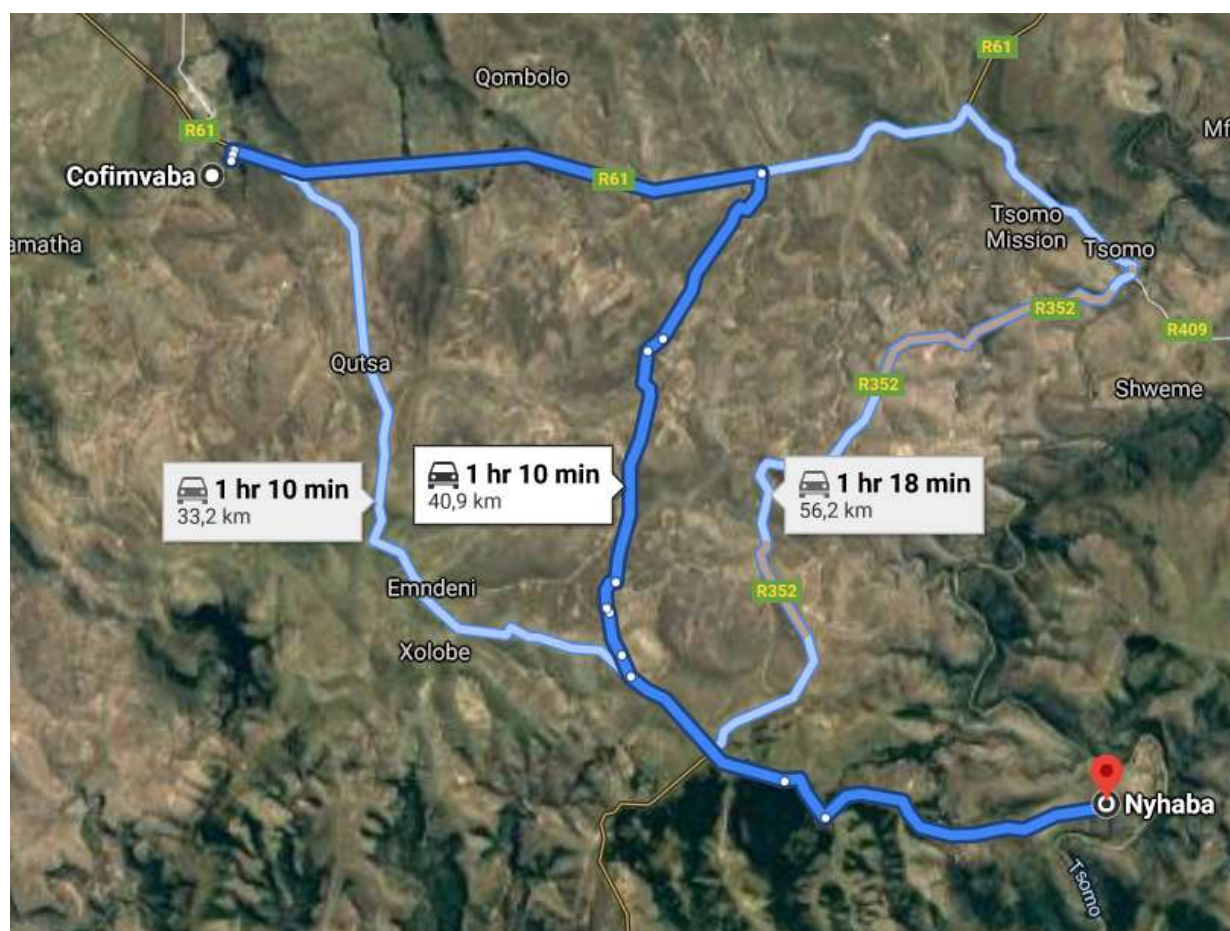 R61
Qombolo
Mf
R61
Cofimvaba
R61
Tsomo
Mission
Tsomo
amatha
R352
R409
Qutsa
R352
Shweme
1 hr 10 min
33,2 km
1 hr 10 min
40,9 km
1 hr 18 min
56,2 km
Emndeni
R352
Xolobe
Nyhaba
Tsomo